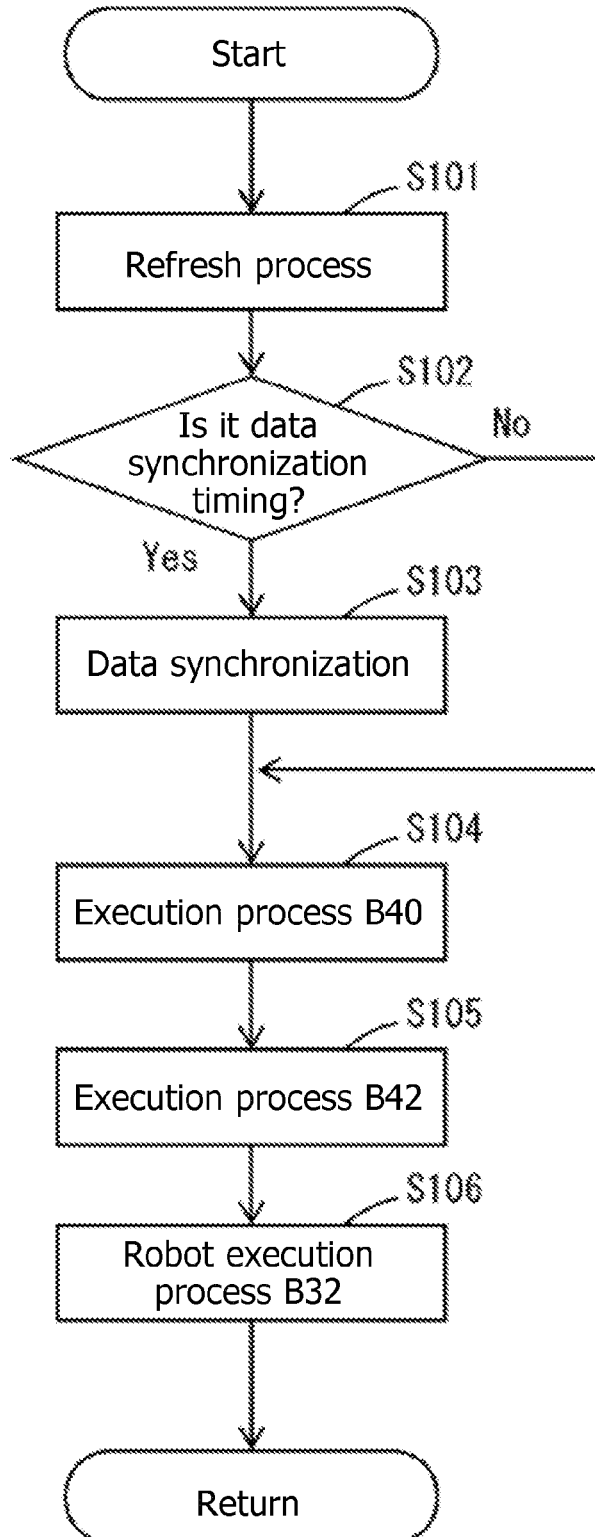 Start
S101
Refresh process
S102
Is it data
synchronization
timing?
No
Yes
S103
Data synchronization
S104
Execution process B40
S105
Execution process B42
S106
Robot execution
process B32
Return